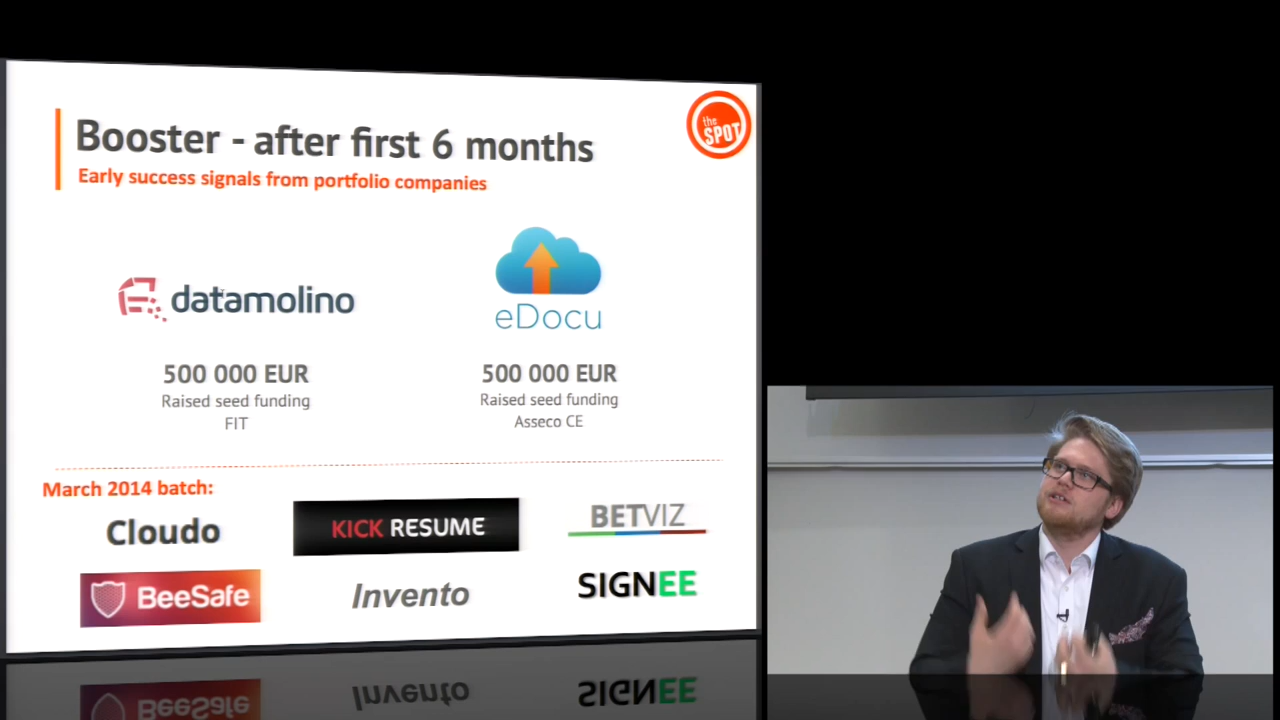 Booster - after first 6 months
the
SPOT
Early success signals from portfolio companies
datamolino
eDocu
500 000 EUR
Raised seed funding
FIT
500 000 EUR
Raised seed funding
Asseco CE
March 2014 batch:
Cloudo
KICK RESUME
BETVIZ
BeeSafe
Invento
SIGNEE